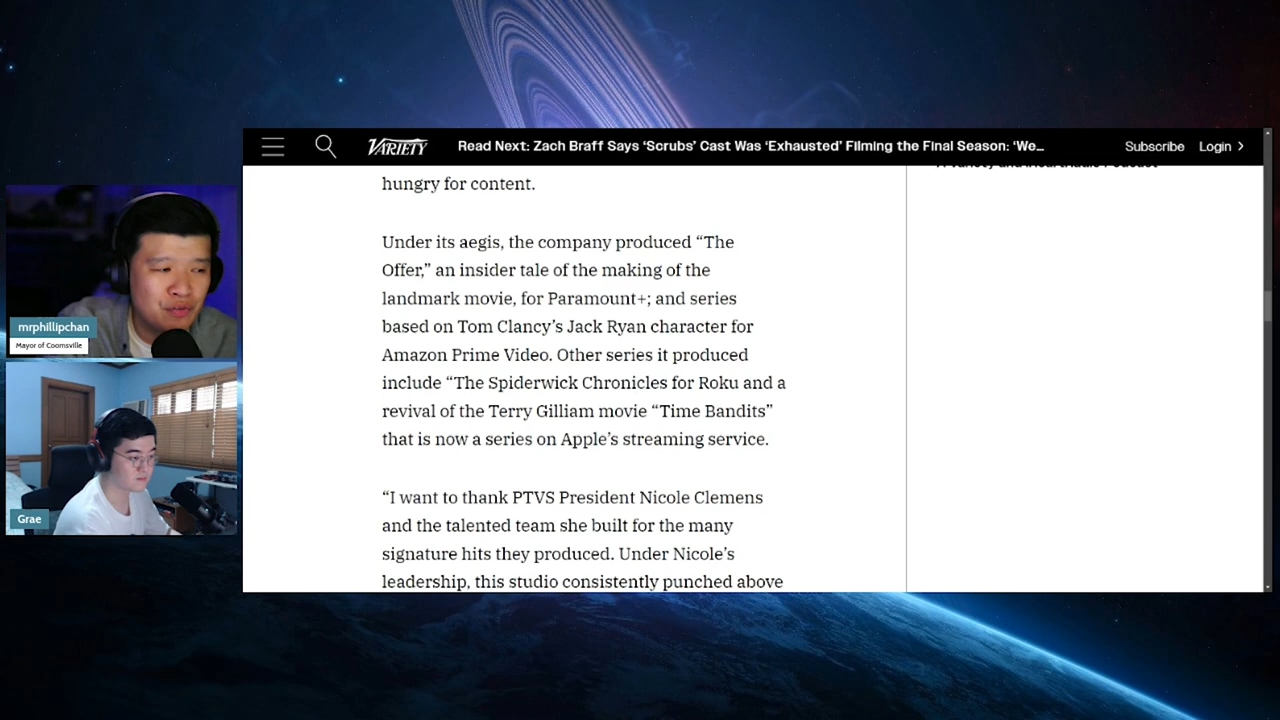 VARIETY
Read Next: Zach Braff Says ‘Scrubs’ Cast Was ‘Exhausted’ Filming the Final Season: ‘We…
Subscribe
Login
hungry for content.
Under its aegis, the company produced “The
Offer,” an insider tale of the making of the
landmark movie, for Paramount+; and series
based on Tom Clancy’s Jack Ryan character for
Amazon Prime Video. Other series it produced
include “The Spiderwick Chronicles for Roku and a
revival of the Terry Gilliam movie “Time Bandits”
that is now a series on Apple’s streaming service.
“I want to thank PTVS President Nicole Clemens
and the talented team she built for the many
signature hits they produced. Under Nicole’s
leadership, this studio consistently punched above
mrphillipchan
Mayor of Coomsville
Grae